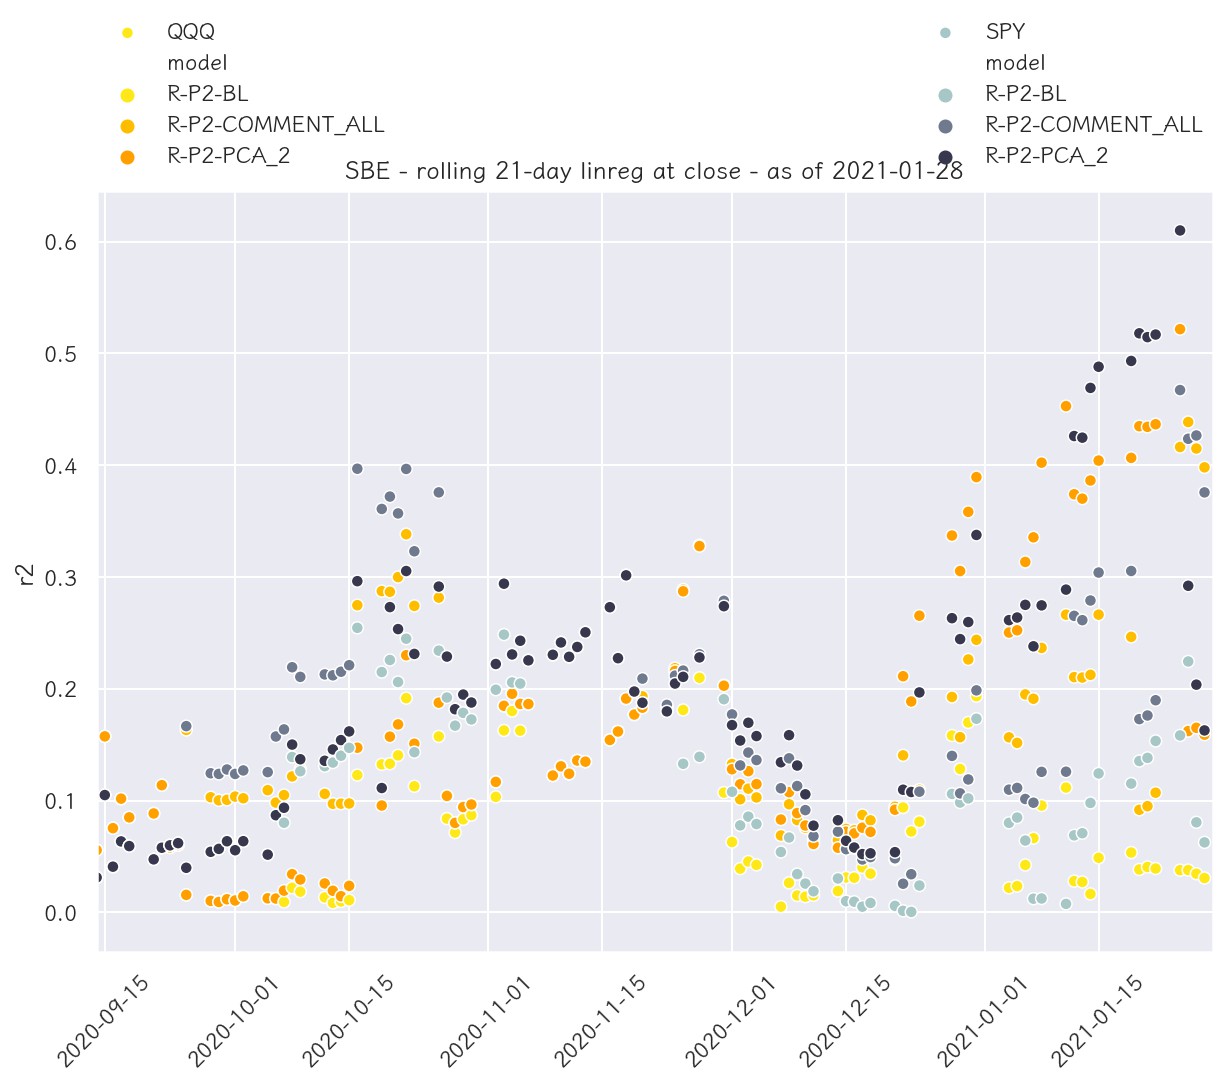 QQQ
model
R-P2-BL
R-P2-COMMENT_ALL
R-P2-PCA_2
SPY
model
R-P2-BL
R-P2-COMMENT_ALL
R-P2-PCA_2
SBE - rolling 21-day linreg at close - as of 2021-01-28
0.6
0.5
0.4
0.3
0.2
0.1
0.0
r2
2020-09-15
2020-10-01
2020-10-15
2020-11-01
2020-11-15
2020-12-01
2020-12-15
2021-01-01
2021-01-15